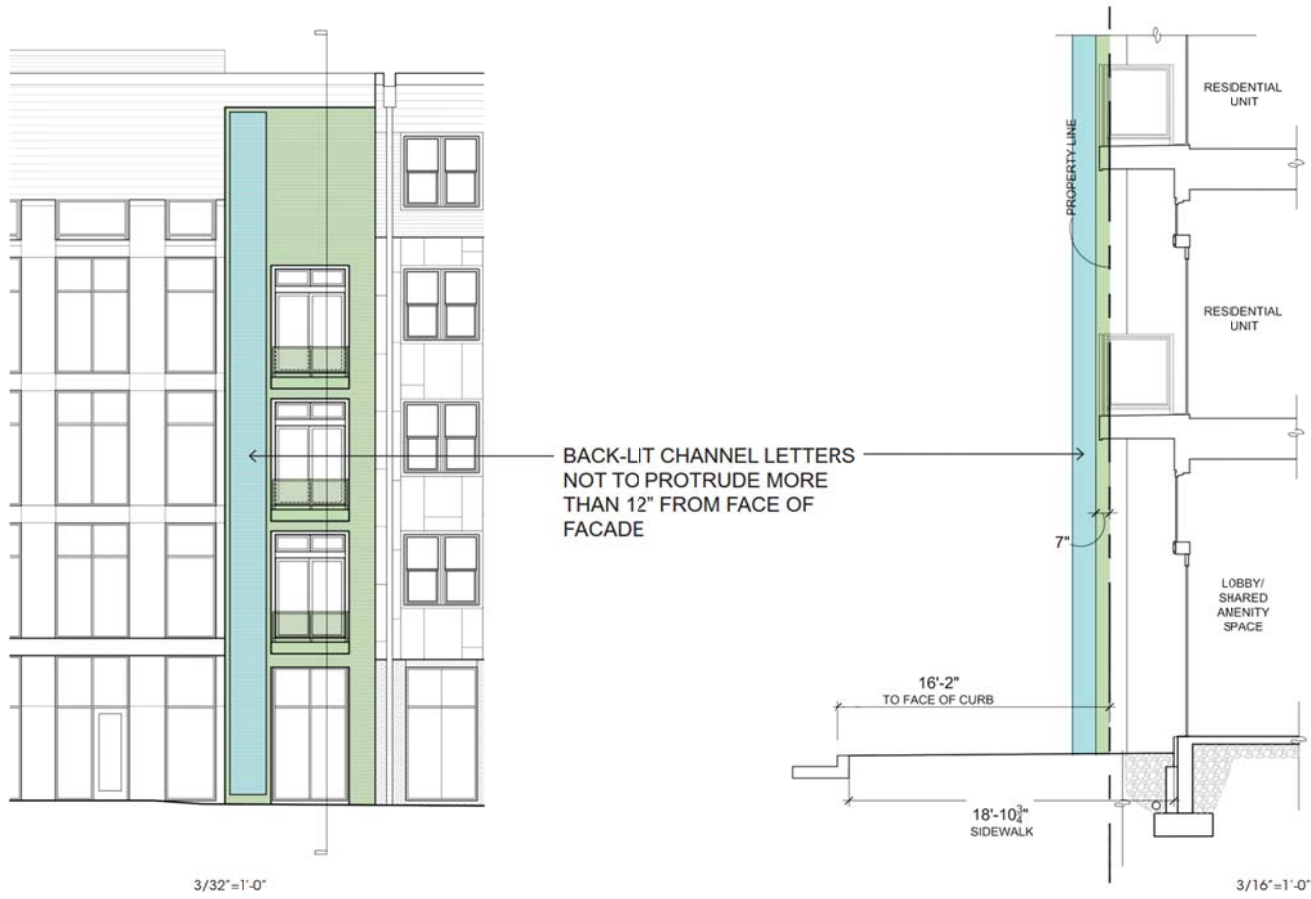 RESIDENTIAL
UNIT
PROPERTY LINE
RESIDENTIAL
UNIT
BACK-LIT CHANNEL LETTERS
NOT TO PROTRUDE MORE
THAN 12" FROM FACE OF
FACADE
7"
LOBBY/
SHARED
AMENITY
SPACE
16'-2"
TO FACE OF CURB
18'-10¾"
SIDEWALK
3/32"=1'-0"
3/16"=1'-0"